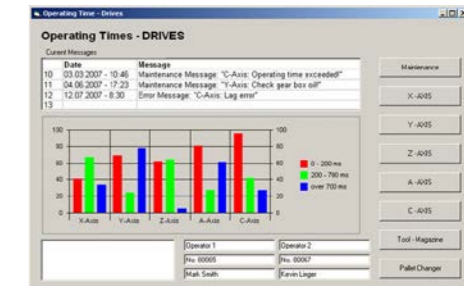 Operating Time - Drives
Operating Times - DRIVES
Current Messages
Date Message
10 03.03.2007 - 10:46 Maintenance Message: "C-Axis: Operating time exceeded!"
11 04.06.2007 - 17:23 Maintenance Message: "Y-Axis: Check gear box oil!"
12 12.07.2007 - 8:30 Error Message: "C-Axis: Lag error"
13
Maintenance
X-AXIS
Y-AXIS
Z-AXIS
A-AXIS
C-AXIS
Tool - Magazine
Pallet Changer
100 100
80 80
60 60
40 40
20 20
0 0
X-Axis Y-Axis Z-Axis A-Axis C-Axis
0 - 200 ms
200 - 700 ms
over 700 ms
Operator 1 Operator 2
No. 80065 No. 80067
Mark Smith Kevin Linger